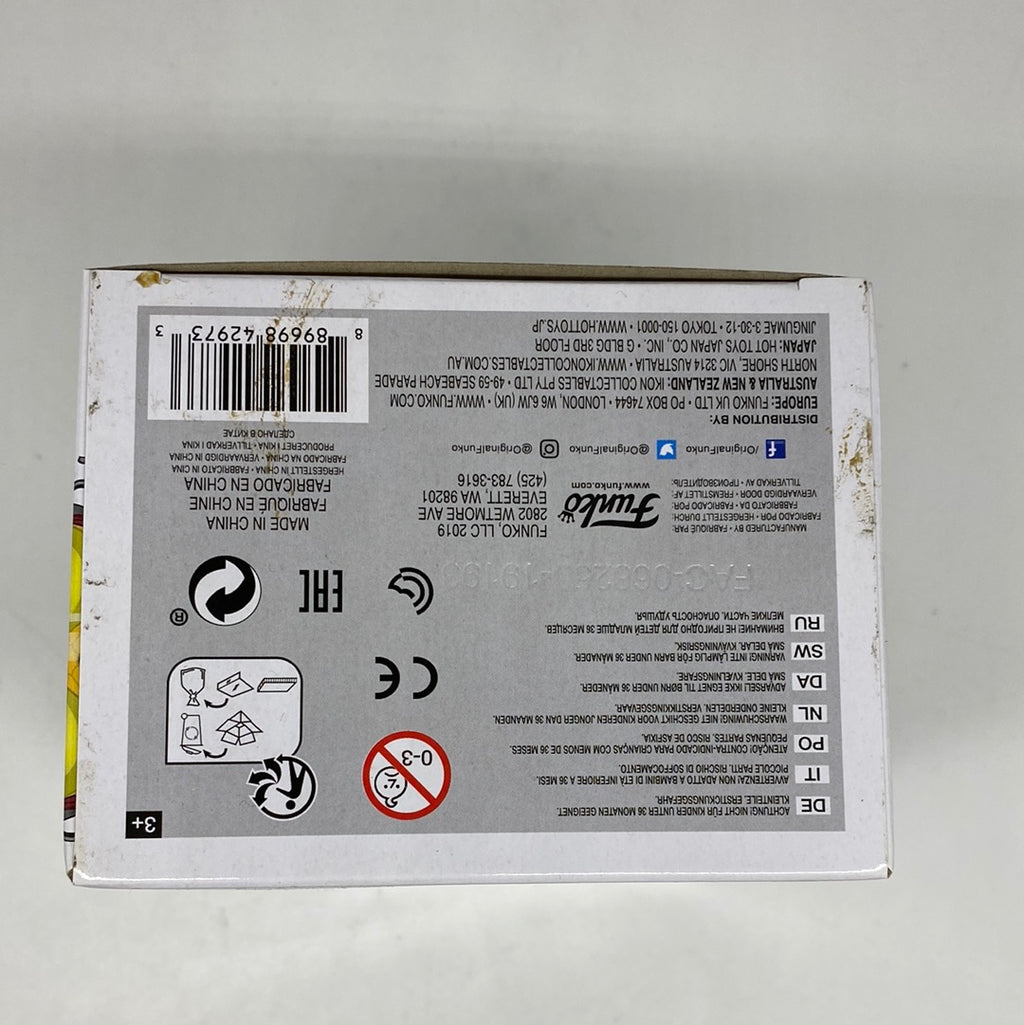 3+
DE
ACHTUNG! NICHT FÜR KINDER UNTER 36 MONATEN GEEIGNET.
KLEINTEILE. ERSTICKUNGSGEFAHR.
IT
AVVERTENZA! NON ADATTO A BAMBINI DI ETÀ INFERIORE A 36 MESI.
PICCOLE PARTI. RISCHIO DI SOFFOCAMENTO.
PO
ATENÇÃO! CONTRA-INDICADO PARA CRIANÇAS COM MENOS DE 36 MESES.
PEQUENAS PARTES. RISCO DE ASFIXIA
NL
WAARSCHUWING! NIET GESCHIKT VOOR KINDEREN JONGER DAN 36 MAANDEN.
KLEINE ONDERDELEN. VERSTIKKINGSGEVAAR.
DA
ADVARSEL! IKKE EGNET TIL BØRN UNDER 36 MÅNEDER.
SMÅ DELE. KVÆLNINGSFARE.
SW
VARNING! INTE LÄMPLIG FÖR BARN UNDER 36 MÅNADER.
SMÅ DELAR. KVÄVNINGSRISK.
RU
ВНИМАНИЕ! НЕ ПРИГОДНО ДЛЯ ДЕТЕЙ МЛАДШЕ 36 МЕСЯЦЕВ.
МЕЛКИЕ ЧАСТИ. ОПАСНОСТЬ УДУШЬЯ.
0-3
CE
EAC
®
MANUFACTURED BY • FABRIQUÉ PAR:
FABRICADO POR • HERGESTELLT DURCH:
FABBRICATO DA • FREMSTILLET AF:
VERVAARDIGD DOOR •
TILLVERKAD AV • ПРОИЗВОДИТЕЛЬ:
Funko
www.funko.com
FUNKO, LLC 2019
2802 WETMORE AVE
EVERETT, WA 98201
(425) 783-3616
MADE IN CHINA
FABRIQUÉ EN CHINE
FABRICADO EN CHINA
HERGESTELLT IN CHINA • FABBRICATO IN CINA
FABRICADO NA CHINA • VERVAARDIGD IN CHINA
PRODUCERET I KINA • TILLVERKAD I KINA
СДЕЛАНО В КИТАЕ
/OriginalFunko
@OriginalFunko
@OriginalFunko
DISTRIBUTION BY:
EUROPE: FUNKO UK LTD • PO BOX 74644 • LONDON, W6 6JW (UK) • WWW.FUNKO.COM
AUSTRALIA & NEW ZEALAND: IKON COLLECTABLES PTY LTD • 49-59 SEABEACH PARADE
NORTH SHORE, VIC 3214 AUSTRALIA • WWW.IKONCOLLECTABLES.COM.AU
JAPAN: HOT TOYS JAPAN CO., INC. • G BLDG 3RD FLOOR
JINGUMAE 3-30-12 • TOKYO 150-0001 • WWW.HOTTOYS.JP
8 89698 42973 3